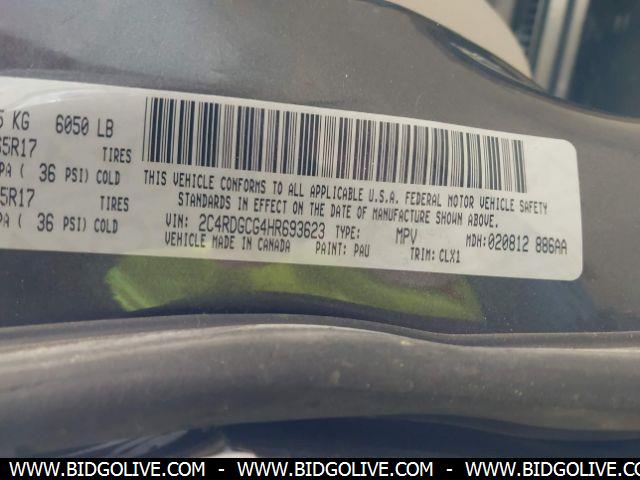 5 KG 6050 LB
65R17 TIRES
PA ( 36 PSI) COLD
65R17 TIRES
PA ( 36 PSI) COLD
THIS VEHICLE CONFORMS TO ALL APPLICABLE U.S.A. FEDERAL MOTOR VEHICLE SAFETY
STANDARDS IN EFFECT ON THE DATE OF MANUFACTURE SHOWN ABOVE.
VIN: 2C4RDGCG4HR693623 TYPE: MPV MDH: 020812 886AA
VEHICLE MADE IN CANADA PAINT: PAU TRIM: CLX1
WWW.BIDGOLIVE.COM - WWW.BIDGOLIVE.COM - WWW.BIDGOLIVE.COM